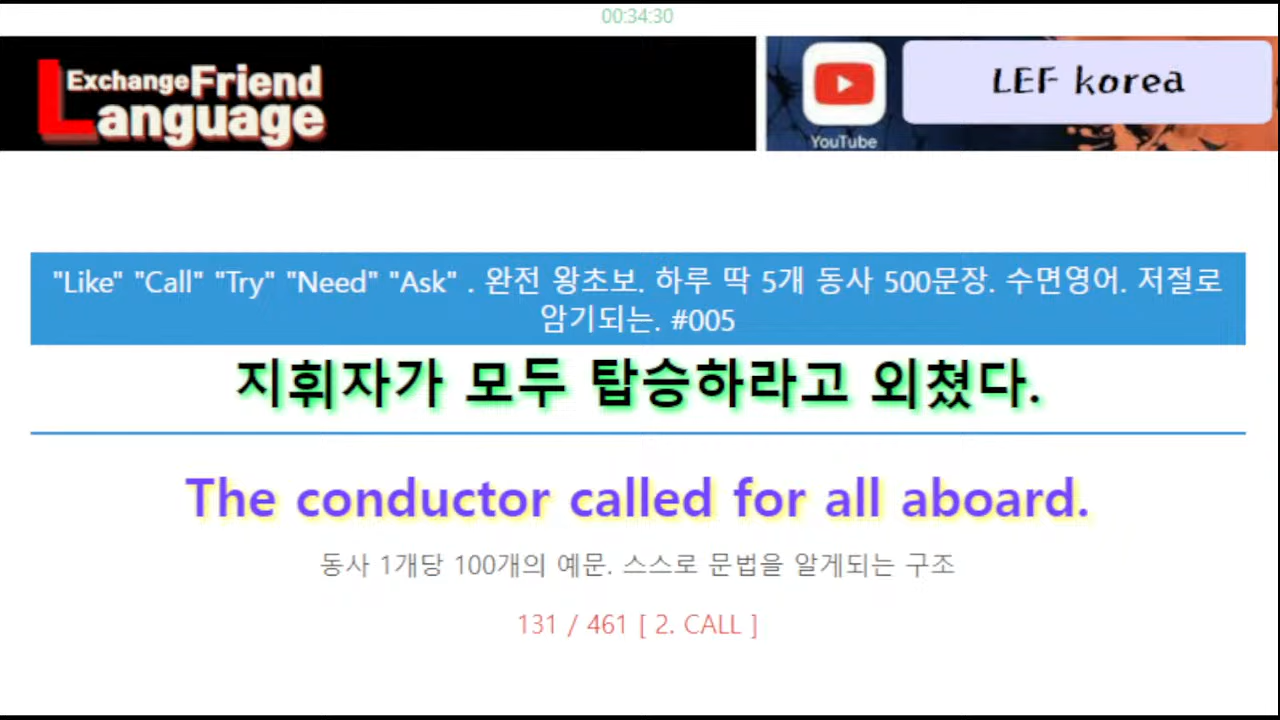 00:34:30
ExchangeFriend
Language
YouTube
LEF korea
"Like" "Call" "Try" "Need" "Ask" . 완전 왕초보. 하루 딱 5개 동사 500문장. 수면영어. 저절로
암기되는. #005
지휘자가 모두 탑승하라고 외쳤다.
The conductor called for all aboard.
동사 1개당 100개의 예문. 스스로 문법을 알게되는 구조
131 / 461 [ 2. CALL ]